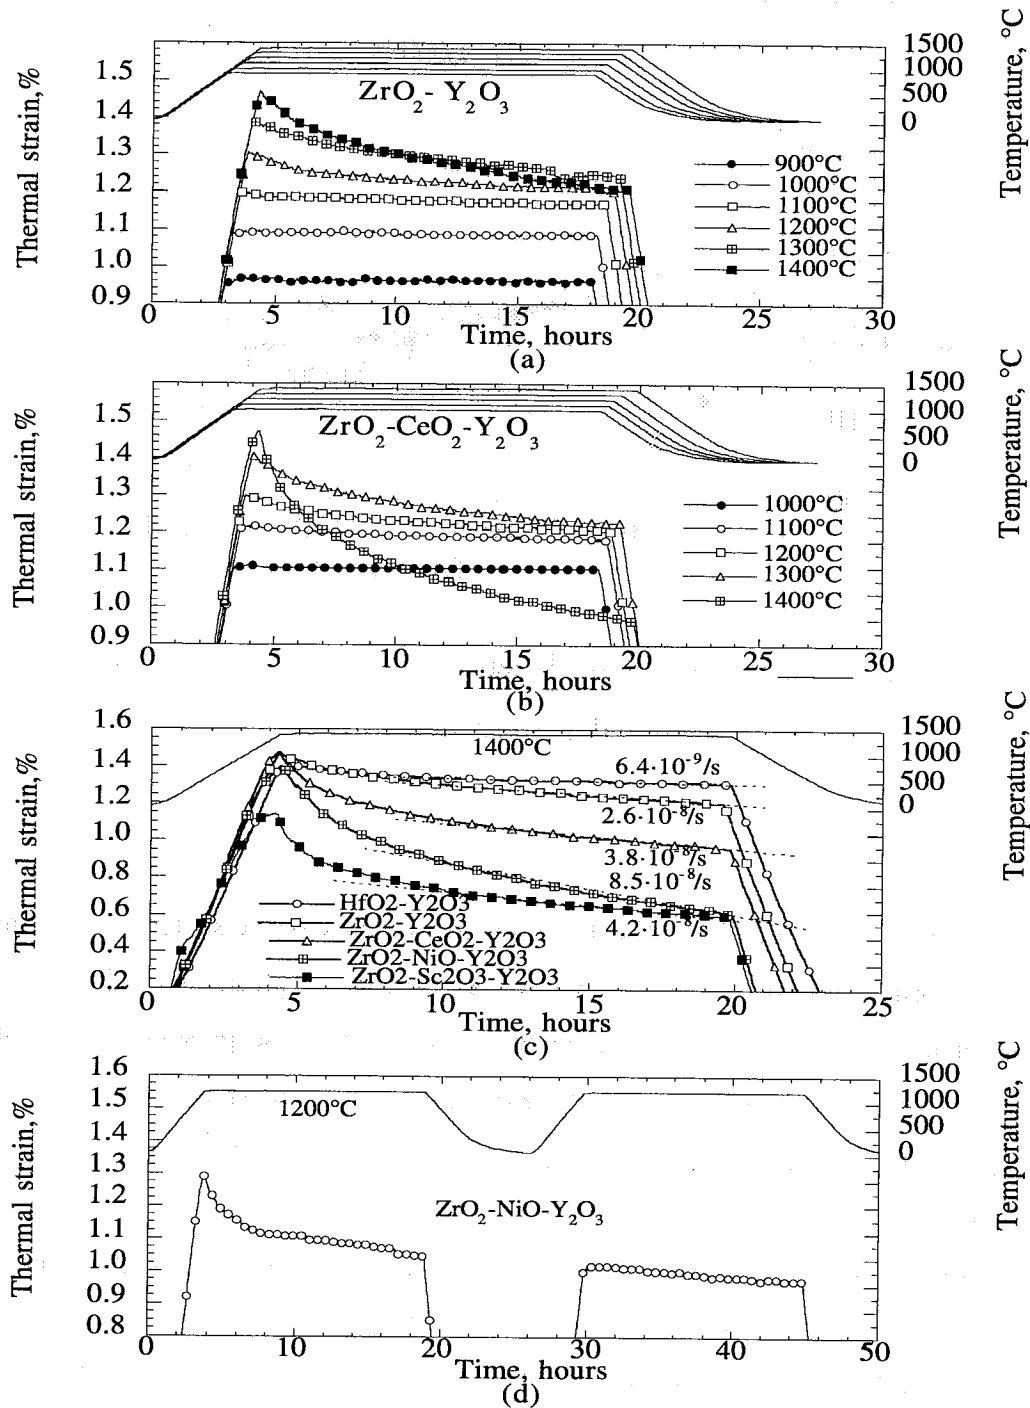 Thermal strain,%
1.5
1.4
1.3
1.2
1.1
1.0
0.9
ZrO2- Y2O3
1500
1000
500
0
Temperature, °C
900°C
1000°C
1100°C
1200°C
1300°C
1400°C
0 5 10 15 20 25 30
Time, hours
(a)
Thermal strain,%
1.5
1.4
1.3
1.2
1.1
1.0
0.9
ZrO2-CeO2-Y2O3
1500
1000
500
0
Temperature, °C
1000°C
1100°C
1200°C
1300°C
1400°C
0 5 10 15 20 25 30
Time, hours
(b)
Thermal strain,%
1.6
1.4
1.2
1.0
0.8
0.6
0.4
0.2
1400°C
1500
1000
500
0
Temperature, °C
6.4·10-9/s
2.6·10-8/s
3.8·10-8/s
8.5·10-8/s
4.2·10-8/s
HfO2-Y2O3
ZrO2-Y2O3
ZrO2-CeO2-Y2O3
ZrO2-NiO-Y2O3
ZrO2-Sc2O3-Y2O3
0 5 10 15 20 25
Time, hours
(c)
Thermal strain,%
1.6
1.5
1.4
1.3
1.2
1.1
1.0
0.9
0.8
1200°C
1500
1000
500
0
Temperature, °C
ZrO2-NiO-Y2O3
0 10 20 30 40 50
Time, hours
(d)